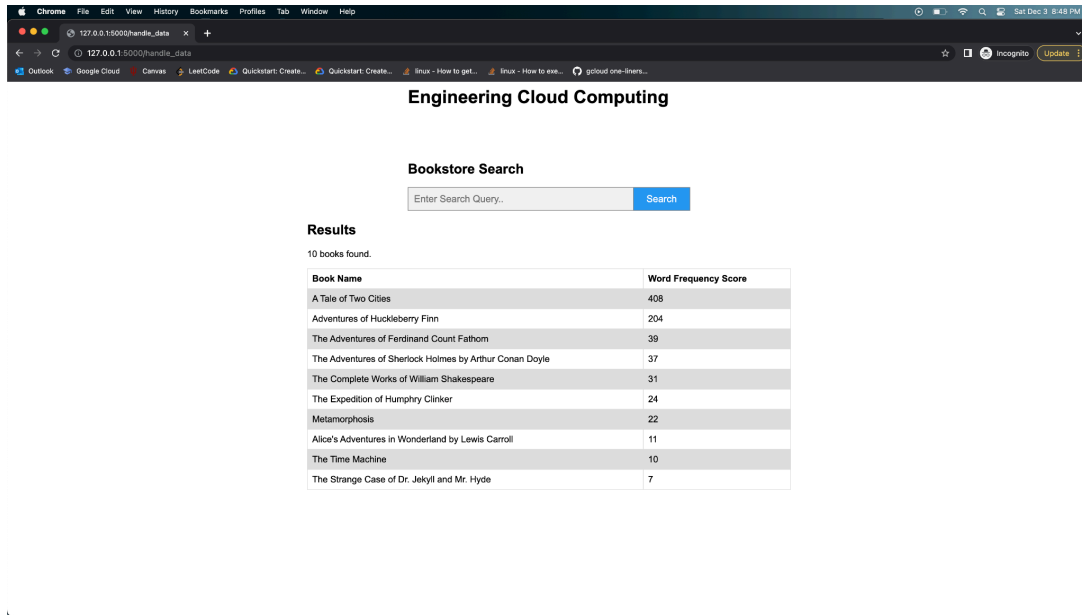 Chrome File Edit View History Bookmarks Profiles Tab Window Help Sat Dec 3 8:48 PM
127.0.0.1:5000/handle_data
127.0.0.1:5000/handle_data Incognito Update
Outlook Google Cloud Canvas LeetCode Quickstart: Create... Quickstart: Create... linux - How to get... linux - How to exe... gcloud one-liners...
Engineering Cloud Computing
Bookstore Search
Enter Search Query.. Search
Results
10 books found.
Book Name Word Frequency Score
A Tale of Two Cities 408
Adventures of Huckleberry Finn 204
The Adventures of Ferdinand Count Fathom 39
The Adventures of Sherlock Holmes by Arthur Conan Doyle 37
The Complete Works of William Shakespeare 31
The Expedition of Humphry Clinker 24
Metamorphosis 22
Alice's Adventures in Wonderland by Lewis Carroll 11
The Time Machine 10
The Strange Case of Dr. Jekyll and Mr. Hyde 7